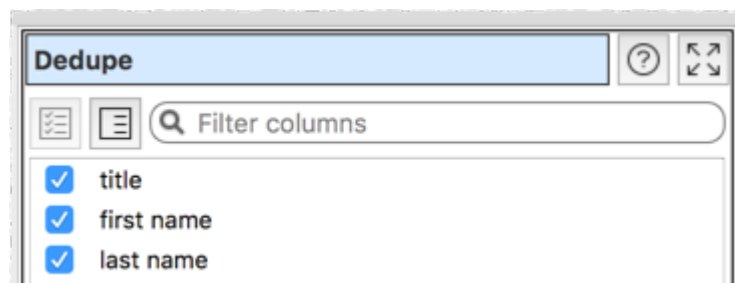 Dedupe
Filter columns
title
first name
last name